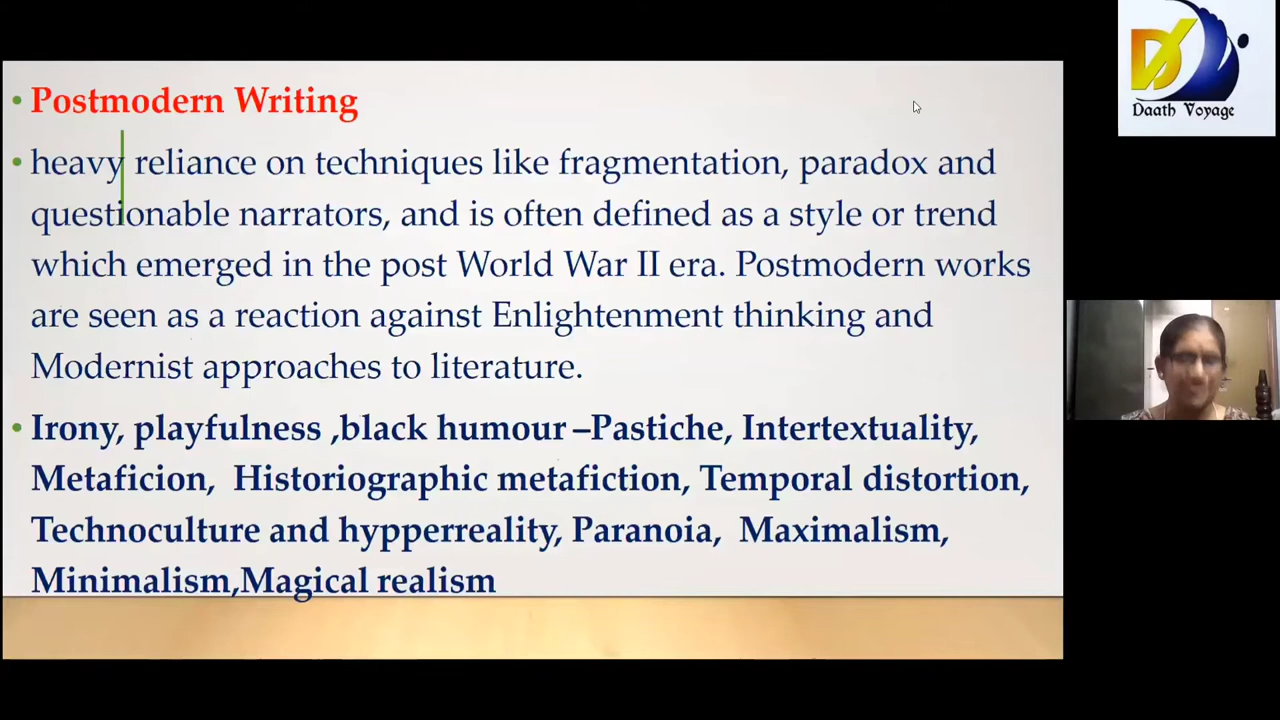 Postmodern Writing
heavy reliance on techniques like fragmentation, paradox and
questionable narrators, and is often defined as a style or trend
which emerged in the post World War II era. Postmodern works
are seen as a reaction against Enlightenment thinking and
Modernist approaches to literature.
Irony, playfulness ,black humour –Pastiche, Intertextuality,
Metaficion, Historiographic metafiction, Temporal distortion,
Technoculture and hypperreality, Paranoia, Maximalism,
Minimalism,Magical realism
Daath Voyage